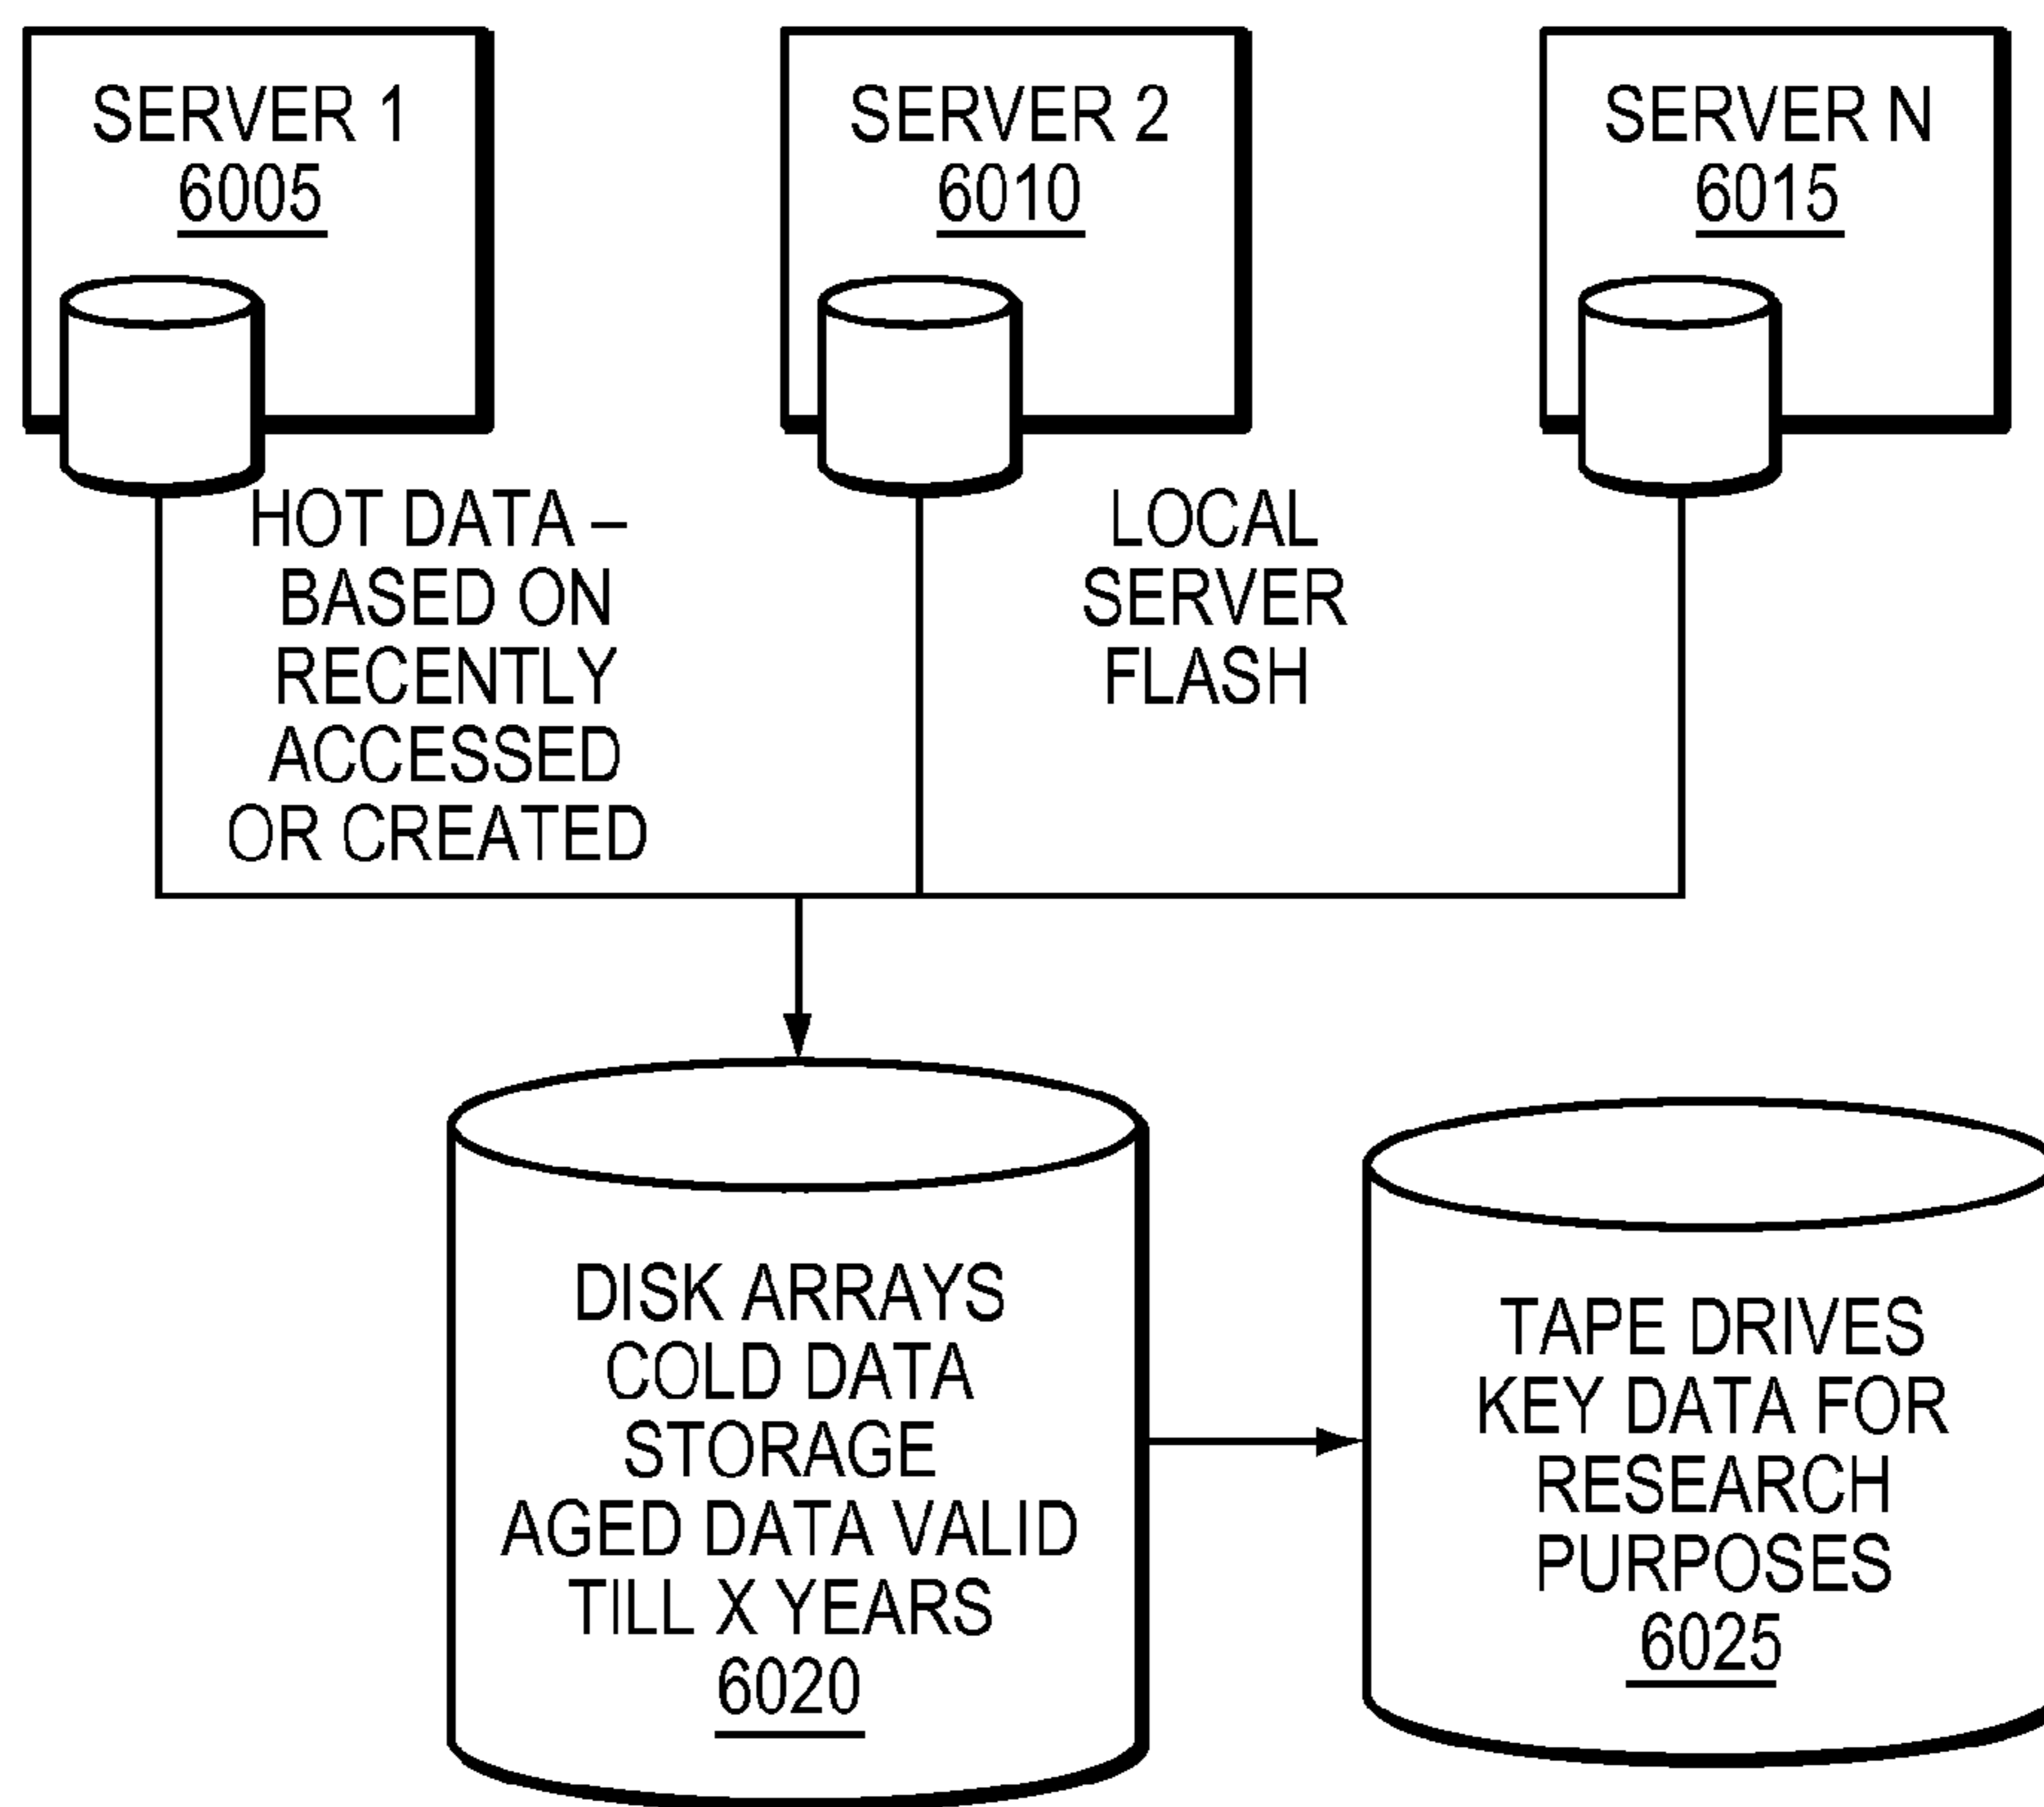 SERVER 1
6005
SERVER 2
6010
SERVER N
6015
HOT DATA –
BASED ON
RECENTLY
ACCESSED
OR CREATED
LOCAL
SERVER
FLASH
DISK ARRAYS
COLD DATA
STORAGE
AGED DATA VALID
TILL X YEARS
6020
TAPE DRIVES
KEY DATA FOR
RESEARCH
PURPOSES
6025